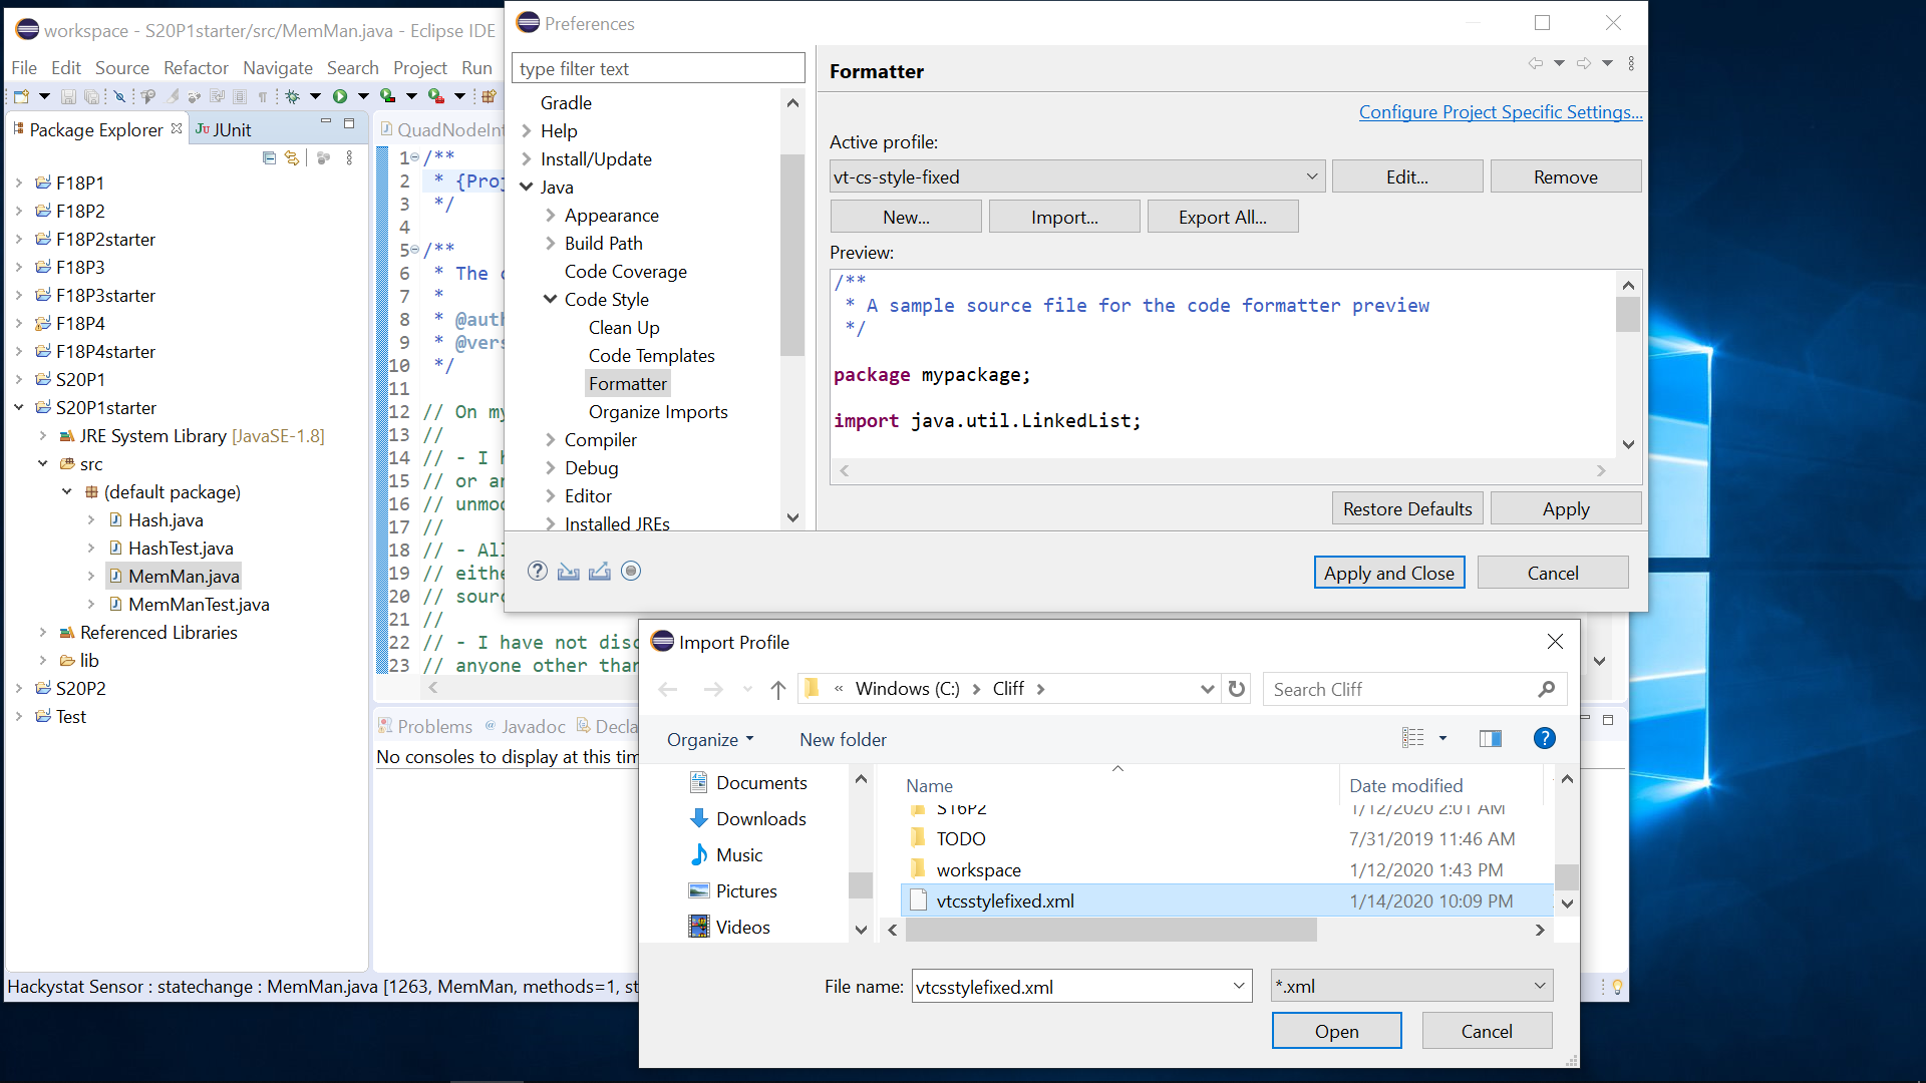 workspace - S20P1starter/src/MemMan.java - Eclipse IDE
File Edit Source Refactor Navigate Search Project Run
Package Explorer
JUnit
F18P1
F18P2
F18P2starter
F18P3
F18P3starter
F18P4
F18P4starter
S20P1
S20P1starter
JRE System Library [JavaSE-1.8]
src
(default package)
Hash.java
HashTest.java
MemMan.java
MemManTest.java
Referenced Libraries
lib
S20P2
Test
QuadNodeInt
1 /**
2 * {Proj
3 */
4
5 /**
6 * The c
7 *
8 * @auth
9 * @vers
10 */
11
12 // On my
13 //
14 // - I h
15 // or an
16 // unmod
17 //
18 // - All
19 // eithe
20 // sourc
21 //
22 // - I have not disc
23 // anyone other than
Problems @ Javadoc Decla
No consoles to display at this tim
Hackystat Sensor : statechange : MemMan.java [1263, MemMan, methods=1, st
Preferences
type filter text
Gradle
Help
Install/Update
Java
Appearance
Build Path
Code Coverage
Code Style
Clean Up
Code Templates
Formatter
Organize Imports
Compiler
Debug
Editor
Installed JREs
Formatter
Configure Project Specific Settings...
Active profile:
vt-cs-style-fixed
Edit...
Remove
New...
Import...
Export All...
Preview:
/**
* A sample source file for the code formatter preview
*/
package mypackage;
import java.util.LinkedList;
Restore Defaults
Apply
Apply and Close
Cancel
Import Profile
« Windows (C:) > Cliff >
Search Cliff
Organize
New folder
Documents
Downloads
Music
Pictures
Videos
Name Date modified
S16P2 1/12/2020 2:01 AM
TODO 7/31/2019 11:46 AM
workspace 1/12/2020 1:43 PM
vtcsstylefixed.xml 1/14/2020 10:09 PM
File name: vtcsstylefixed.xml
*.xml
Open
Cancel